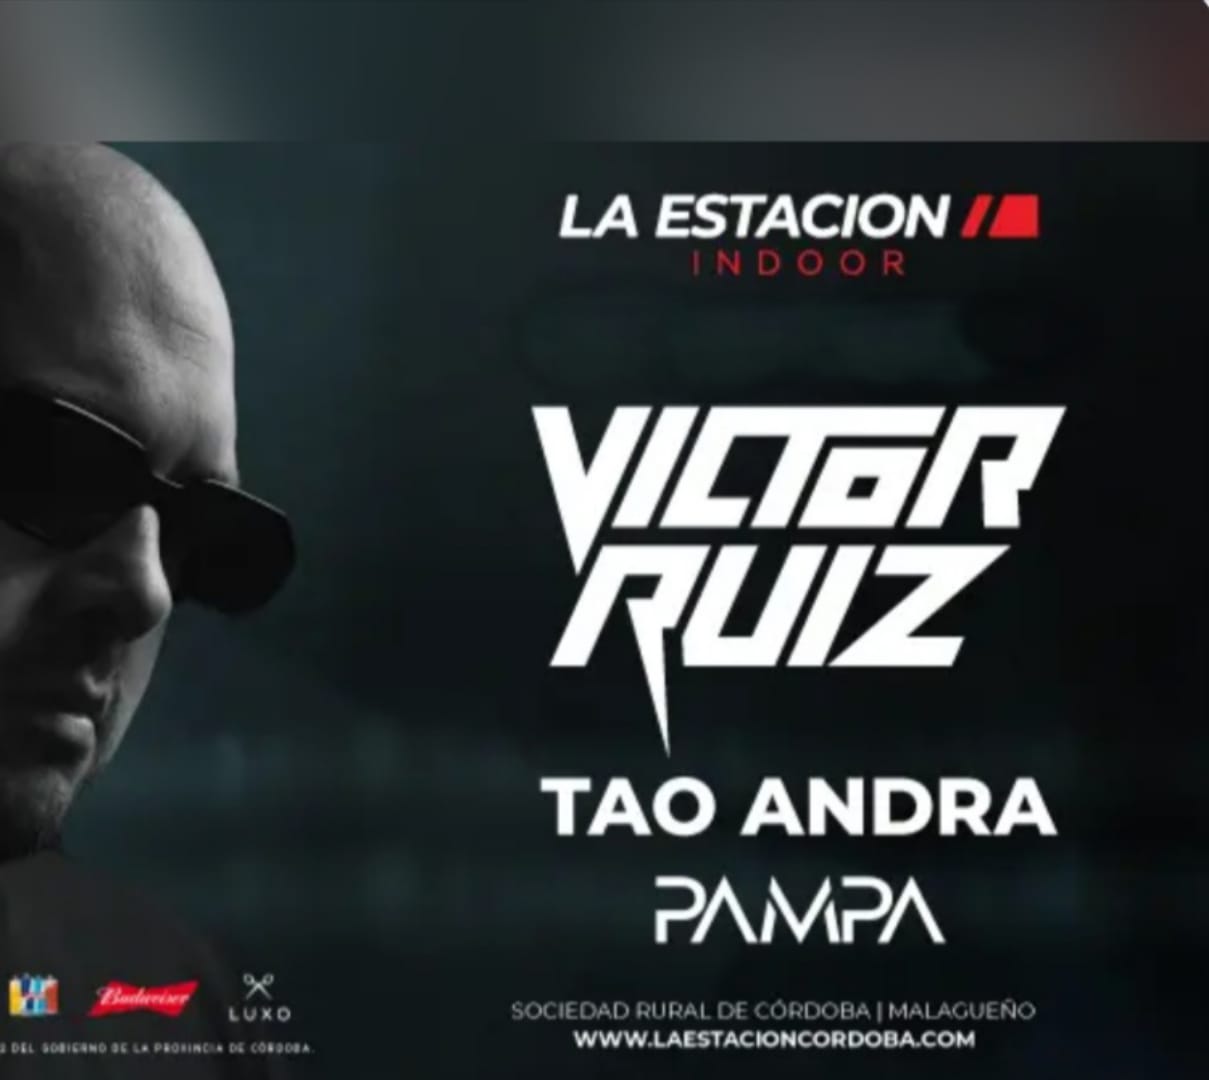 LA ESTACION
INDOOR
VICTOR
RUIZ
TAO ANDRA
PAMPA
Budweiser
LUXO
SOCIEDAD RURAL DE CÓRDOBA | MALAGUEÑO
WWW.LAESTACIONCORDOBA.COM
DEL GOBIERNO DE LA PROVINCIA DE CÓRDOBA.